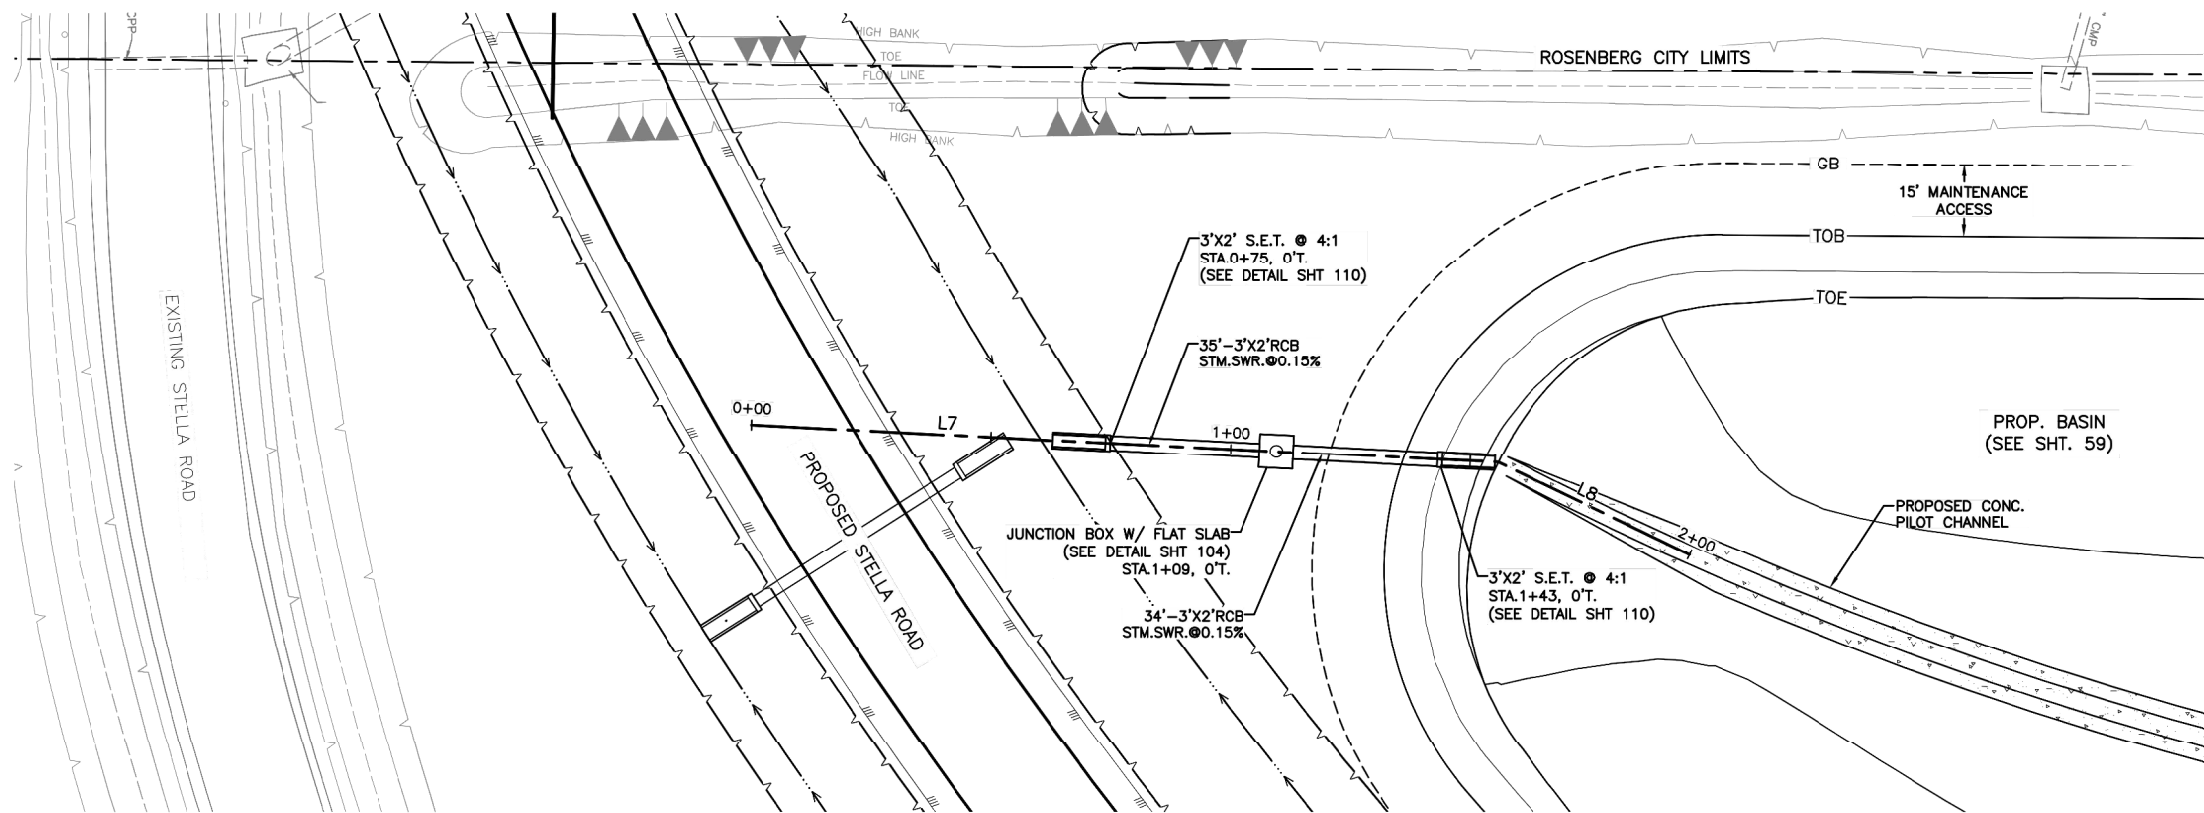 CPP
HIGH BANK
TOE
FLOW LINE
TOE
HIGH BANK
ROSENBERG CITY LIMITS
CMP
GB
15' MAINTENANCE
ACCESS
TOB
TOE
3'X2' S.E.T. @ 4:1
STA.0+75, 0'T.
(SEE DETAIL SHT 110)
35'-3'X2'RCB
STM.SWR.@0.15%
EXISTING STELLA ROAD
0+00
L7
1+00
PROPOSED STELLA ROAD
PROP. BASIN
(SEE SHT. 59)
L8
2+00
PROPOSED CONC.
PILOT CHANNEL
JUNCTION BOX W/ FLAT SLAB
(SEE DETAIL SHT 104)
STA.1+09, 0'T.
34'-3'X2'RCB
STM.SWR.@0.15%
3'X2' S.E.T. @ 4:1
STA.1+43, 0'T.
(SEE DETAIL SHT 110)